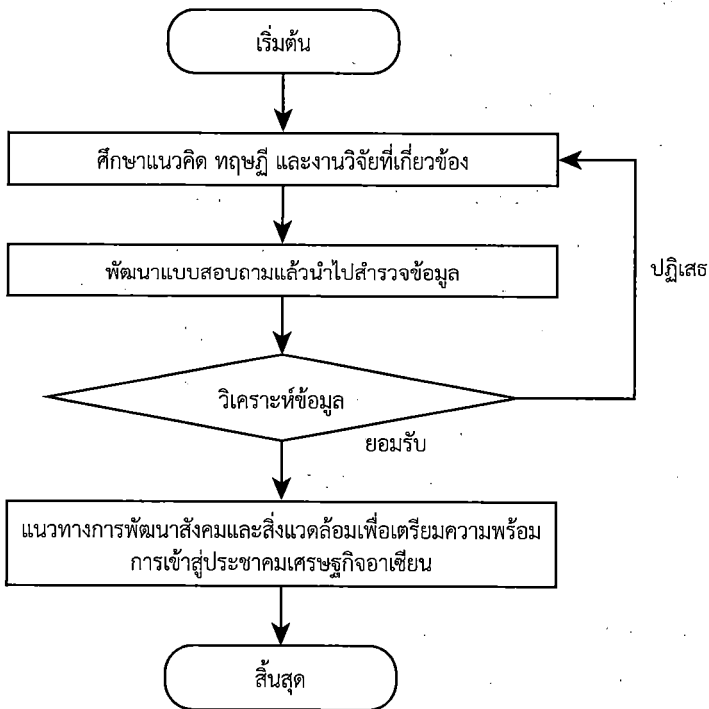 เริ่มต้น
ศึกษาแนวคิด ทฤษฎี และงานวิจัยที่เกี่ยวข้อง
พัฒนาแบบสอบถามแล้วนำไปสำรวจข้อมูล
ปฏิเสธ
วิเคราะห์ข้อมูล
ยอมรับ
แนวทางการพัฒนาสังคมและสิ่งแวดล้อมเพื่อเตรียมความพร้อม
การเข้าสู่ประชาคมเศรษฐกิจอาเซียน
สิ้นสุด